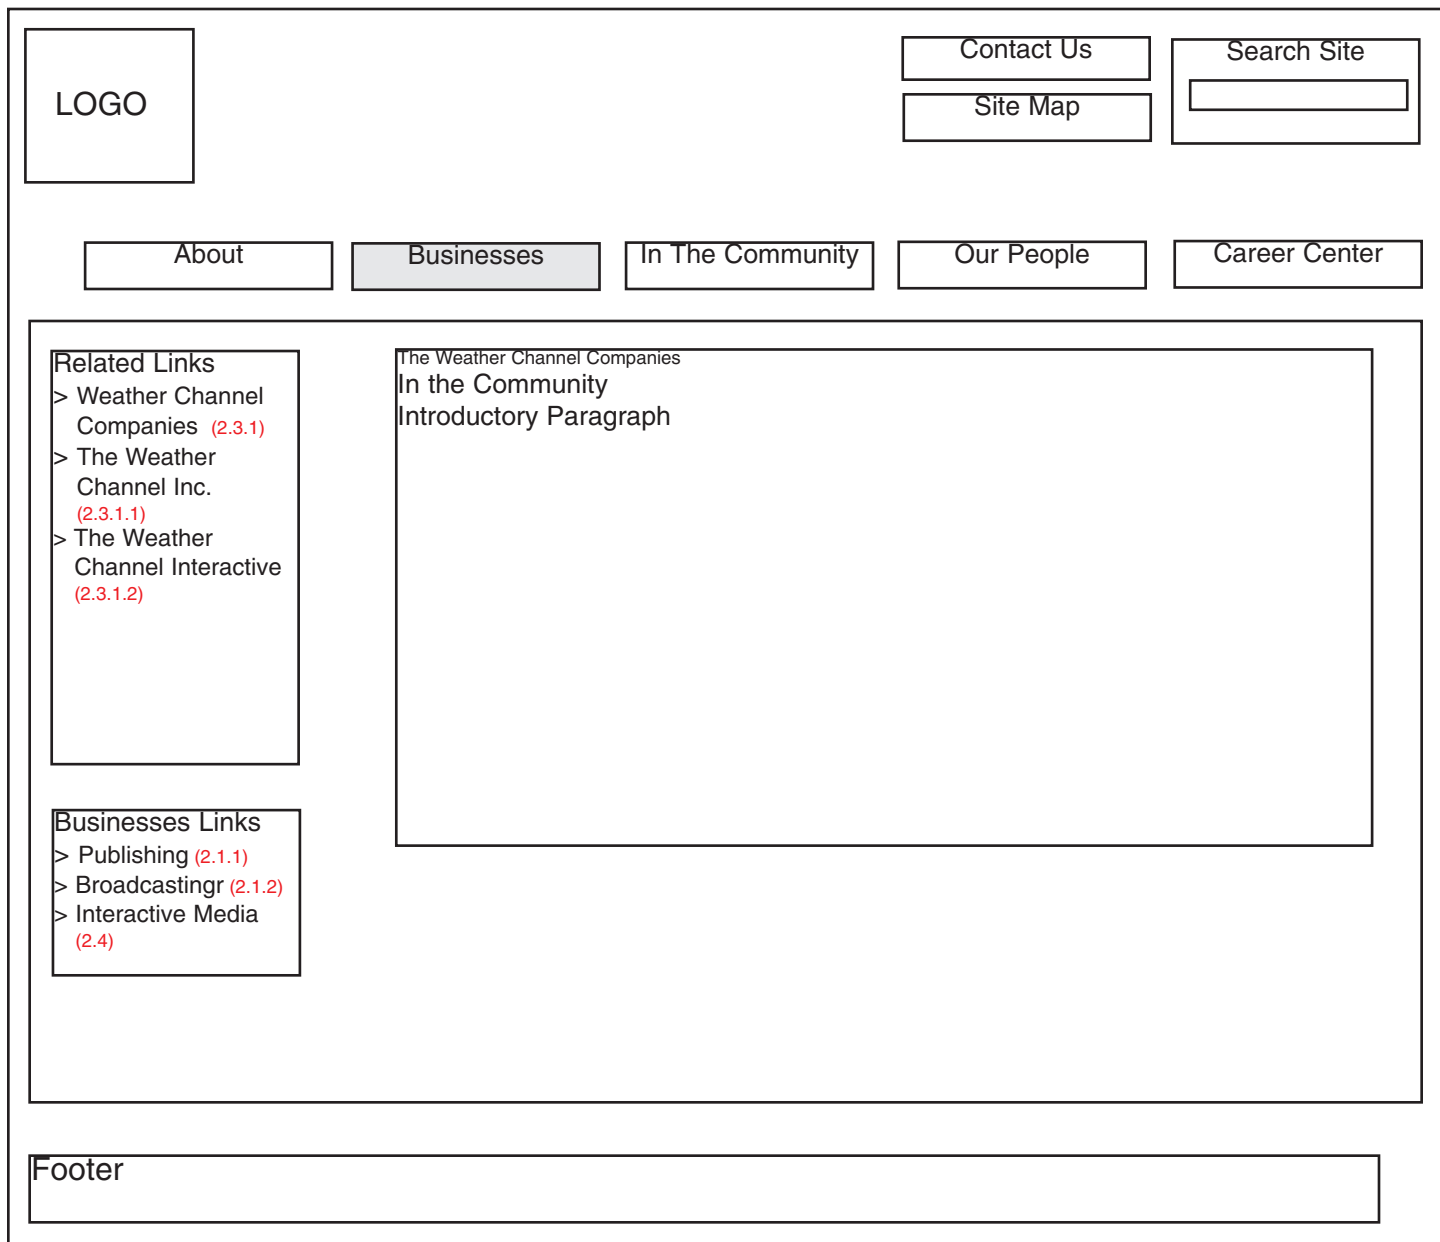 LOGO
Contact Us
Site Map
Search Site
About
Businesses
In The Community
Our People
Career Center
Related Links
> Weather Channel
Companies (2.3.1)
> The Weather
Channel Inc.
(2.3.1.1)
> The Weather
Channel Interactive
(2.3.1.2)
Businesses Links
> Publishing (2.1.1)
> Broadcastingr (2.1.2)
> Interactive Media
(2.4)
The Weather Channel Companies
In the Community
Introductory Paragraph
Footer